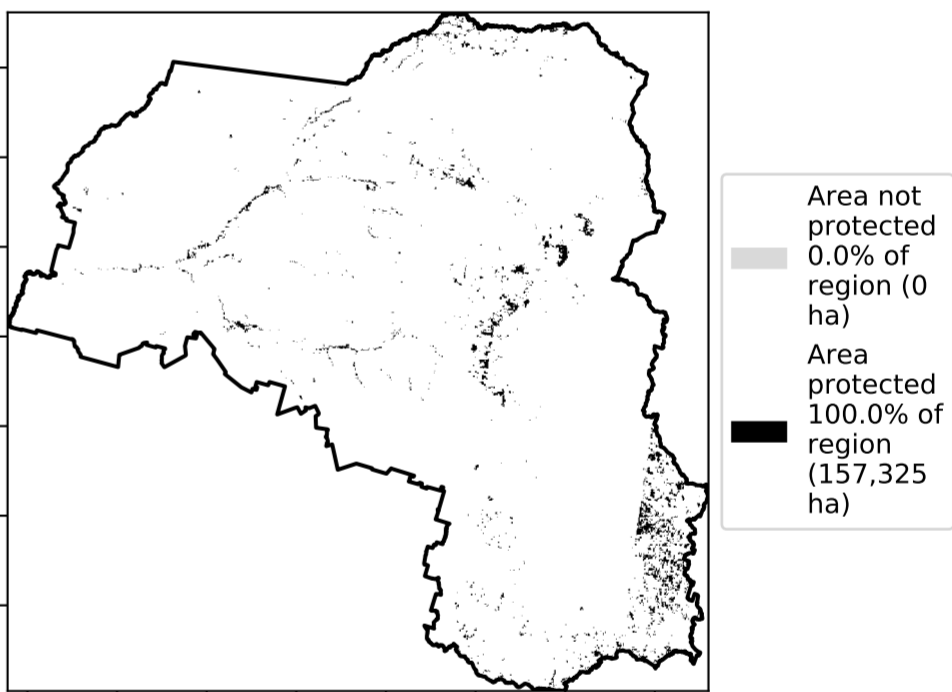 Area not
protected
0.0% of
region (0
ha)
Area
protected
100.0% of
region
(157,325
ha)